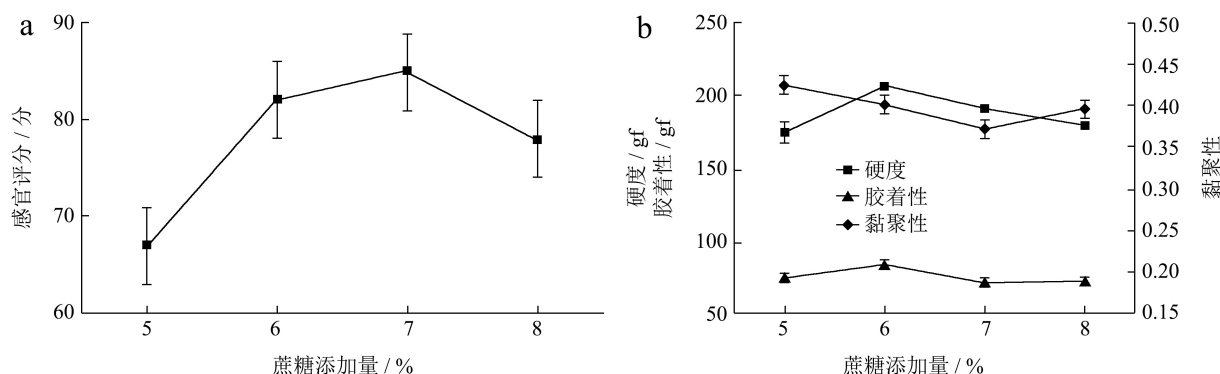 a
90
80
70
60
感官评分 / 分
5 6 7 8
蔗糖添加量 / %
b
250
200
150
100
50
硬度 / gf
胶着性 / gf
硬度
胶着性
黏聚性
0.50
0.45
0.40
0.35
0.30
0.20
0.20
0.15
黏聚性
5 6 7 8
蔗糖添加量 / %